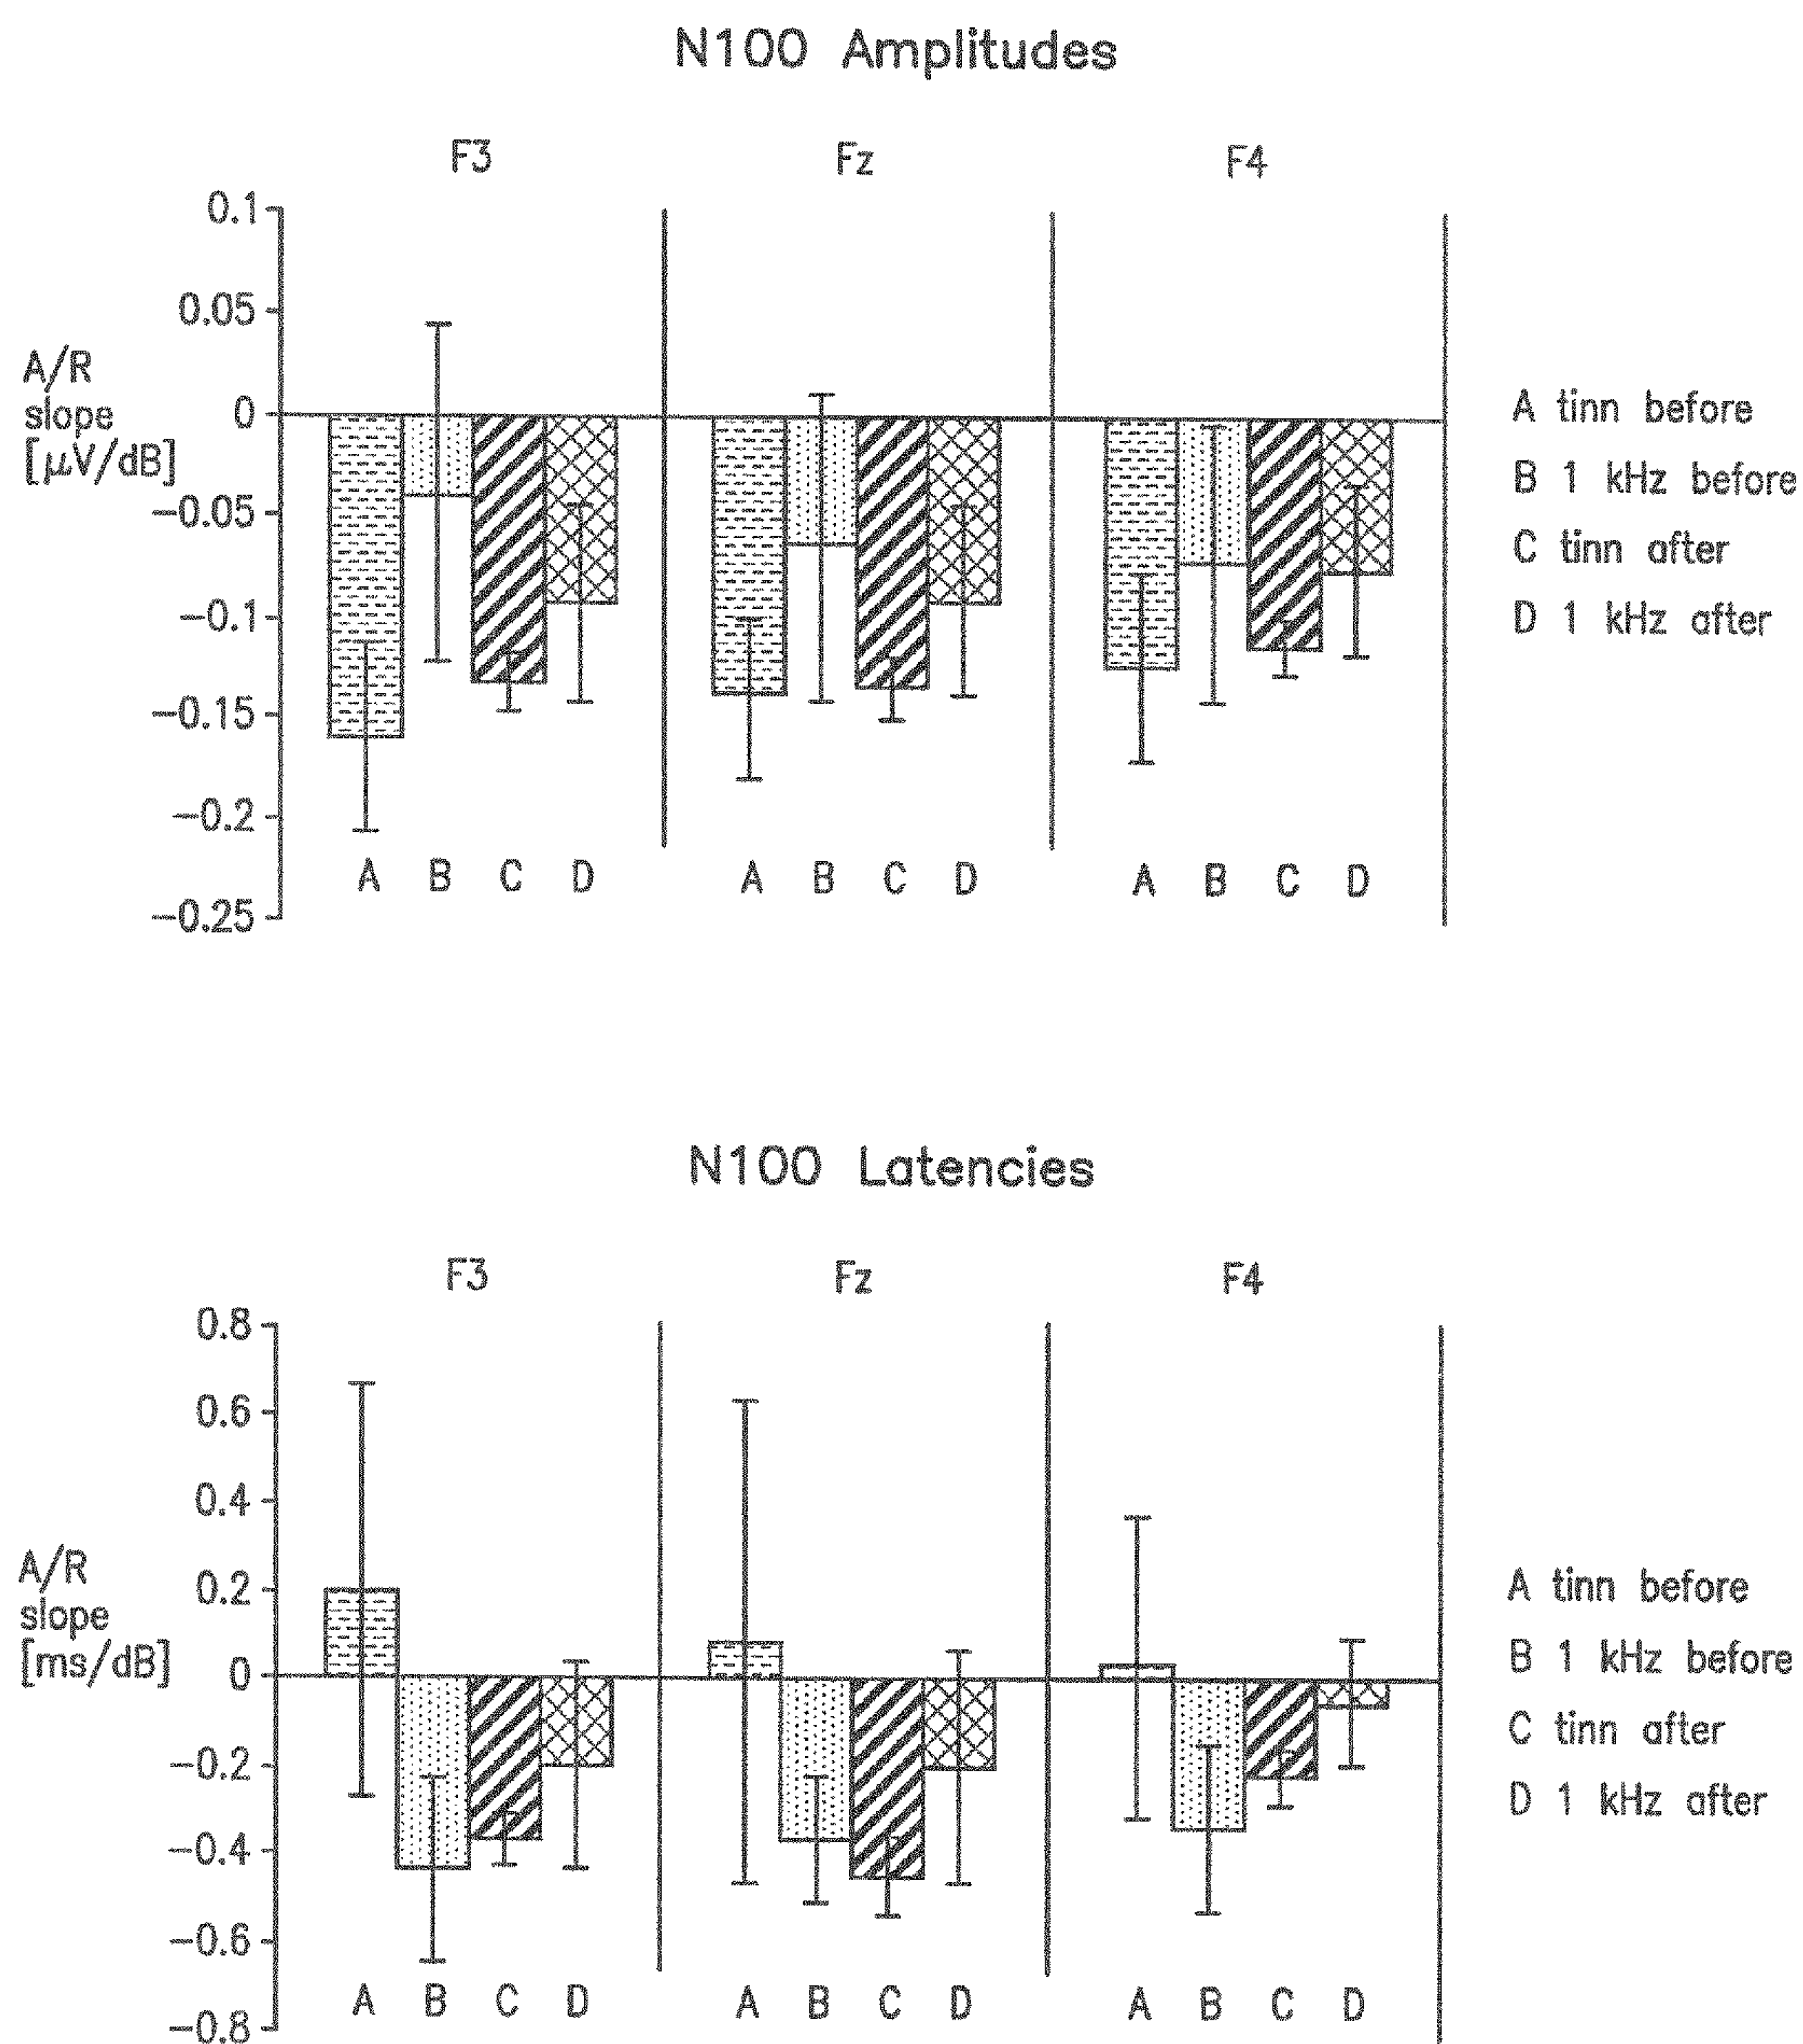 N100 Amplitudes
F3 Fz F4
0.1
0.05
0
−0.05
−0.1
−0.15
−0.2
−0.25
A/R
slope
[μV/dB]
A B C D A B C D A B C D
A tinn before
B 1 kHz before
C tinn after
D 1 kHz after
N100 Latencies
F3 Fz F4
0.8
0.6
0.4
0.2
0
−0.2
−0.4
−0.6
−0.8
A/R
slope
[ms/dB]
A B C D A B C D A B C D
A tinn before
B 1 kHz before
C tinn after
D 1 kHz after